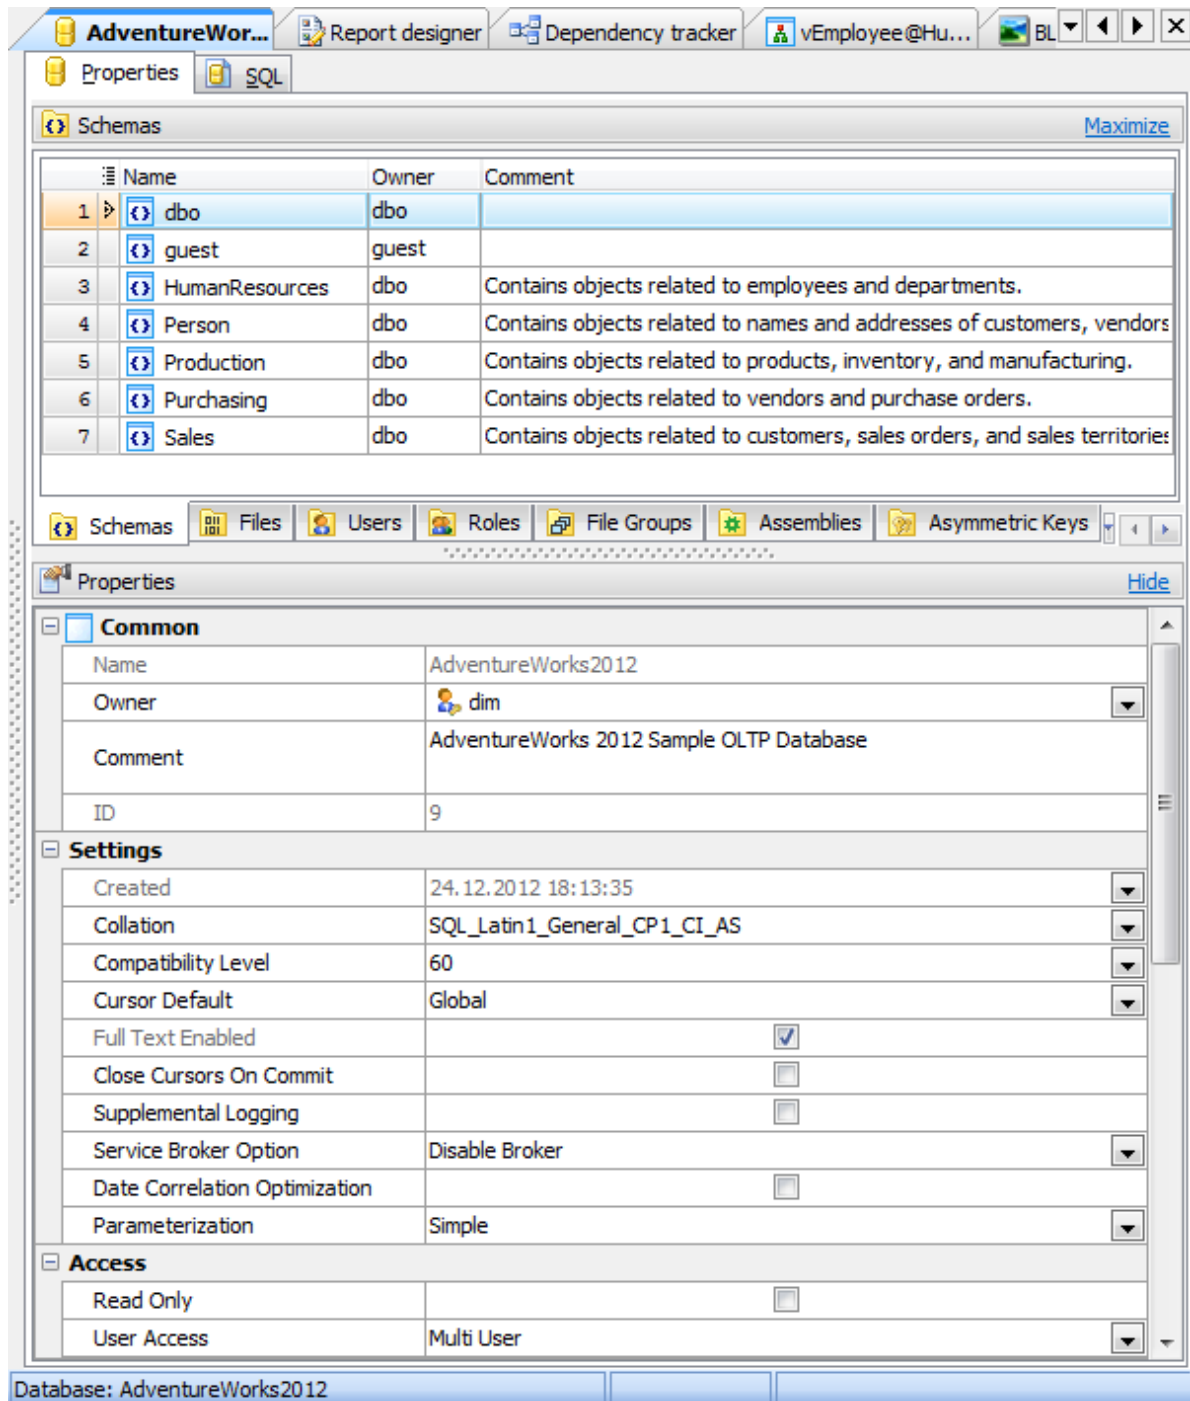 AdventureWor... Report designer Dependency tracker vEmployee@Hu... BL
Properties SQL
Schemas Maximize
Name Owner Comment
1 dbo dbo
2 guest guest
3 HumanResources dbo Contains objects related to employees and departments.
4 Person dbo Contains objects related to names and addresses of customers, vendors
5 Production dbo Contains objects related to products, inventory, and manufacturing.
6 Purchasing dbo Contains objects related to vendors and purchase orders.
7 Sales dbo Contains objects related to customers, sales orders, and sales territories
Schemas Files Users Roles File Groups Assemblies Asymmetric Keys
Properties Hide
Common
Name AdventureWorks2012
Owner dim
Comment AdventureWorks 2012 Sample OLTP Database
ID 9
Settings
Created 24.12.2012 18:13:35
Collation SQL_Latin1_General_CP1_CI_AS
Compatibility Level 60
Cursor Default Global
Full Text Enabled
Close Cursors On Commit
Supplemental Logging
Service Broker Option Disable Broker
Date Correlation Optimization
Parameterization Simple
Access
Read Only
User Access Multi User
Database: AdventureWorks2012